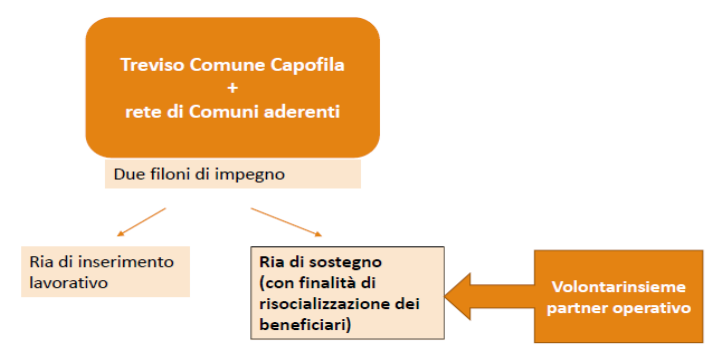 Treviso Comune Capofila
+
rete di Comuni aderenti
Due filoni di impegno
Ria di inserimento
lavorativo
Ria di sostegno
(con finalità di
risocializzazione dei
beneficiari)
Volontarinsieme
partner operativo